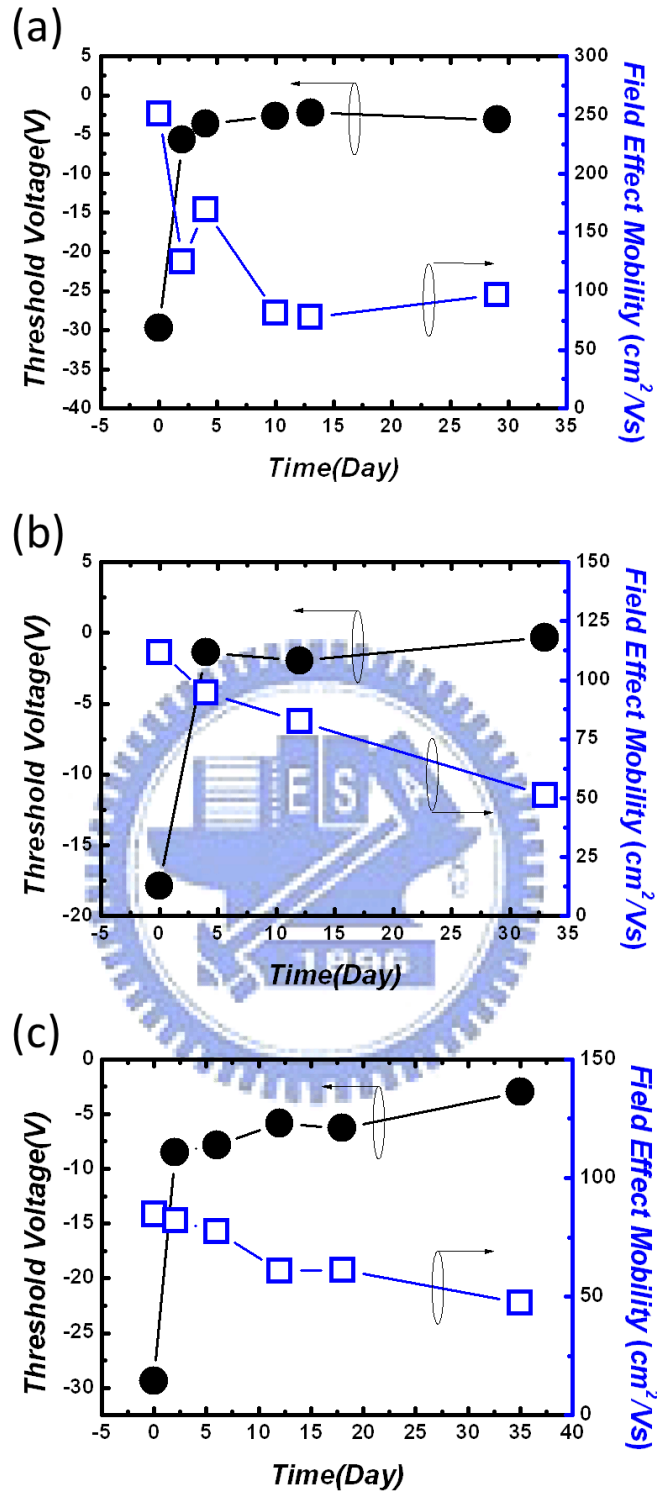 (a)
5
0
-5
-10
-15
-20
-25
-30
-35
-40
300
250
200
150
100
50
0
-5 0 5 10 15 20 25 30 35
Threshold Voltage(V)
Field Effect Mobility (cm²/Vs)
Time(Day)
(b)
5
0
-5
-10
-15
-20
150
125
100
75
50
25
0
-5 0 5 10 15 20 25 30 35
Threshold Voltage(V)
Field Effect Mobility (cm²/Vs)
ESA
1896
Time(Day)
(c)
0
-5
-10
-15
-20
-25
-30
150
100
50
0
-5 0 5 10 15 20 25 30 35 40
Threshold Voltage(V)
Field Effect Mobility (cm²/Vs)
Time(Day)